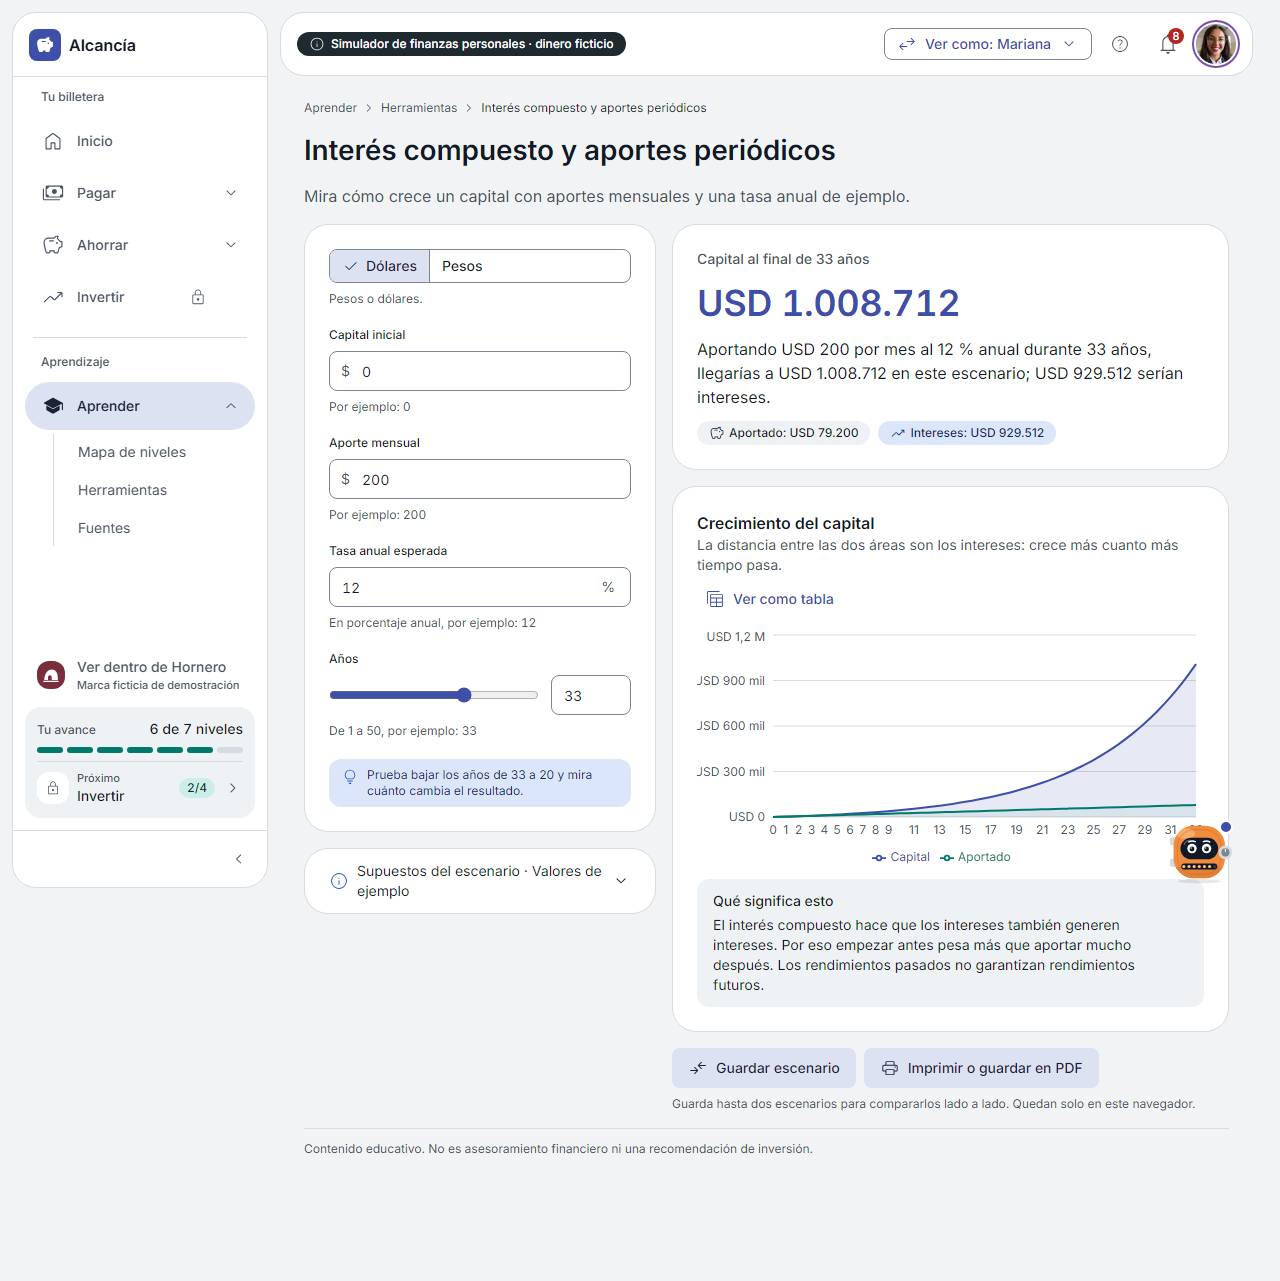 Alcancía
Simulador de finanzas personales · dinero ficticio
Ver como: Mariana
8
Tu billetera
Inicio
Pagar
Ahorrar
Invertir
Aprendizaje
Aprender
Mapa de niveles
Herramientas
Fuentes
Ver dentro de Hornero
Marca ficticia de demostración
Tu avance
6 de 7 niveles
Próximo
Invertir
2/4
Aprender
Herramientas
Interés compuesto y aportes periódicos
Interés compuesto y aportes periódicos
Mira cómo crece un capital con aportes mensuales y una tasa anual de ejemplo.
Dólares
Pesos
Pesos o dólares.
Capital inicial
$ 0
Por ejemplo: 0
Aporte mensual
$ 200
Por ejemplo: 200
Tasa anual esperada
12 %
En porcentaje anual, por ejemplo: 12
Años
33
De 1 a 50, por ejemplo: 33
Prueba bajar los años de 33 a 20 y mira
cuánto cambia el resultado.
Supuestos del escenario · Valores de
ejemplo
Capital al final de 33 años
USD 1.008.712
Aportando USD 200 por mes al 12 % anual durante 33 años,
llegarías a USD 1.008.712 en este escenario; USD 929.512 serían
intereses.
Aportado: USD 79.200
Intereses: USD 929.512
Crecimiento del capital
La distancia entre las dos áreas son los intereses: crece más cuanto más
tiempo pasa.
Ver como tabla
USD 1,2 M
USD 900 mil
USD 600 mil
USD 300 mil
USD 0
0 1 2 3 4 5 6 7 8 9 11 13 15 17 19 21 23 25 27 29 31
Capital
Aportado
Qué significa esto
El interés compuesto hace que los intereses también generen
intereses. Por eso empezar antes pesa más que aportar mucho
después. Los rendimientos pasados no garantizan rendimientos
futuros.
Guardar escenario
Imprimir o guardar en PDF
Guarda hasta dos escenarios para compararlos lado a lado. Quedan solo en este navegador.
Contenido educativo. No es asesoramiento financiero ni una recomendación de inversión.